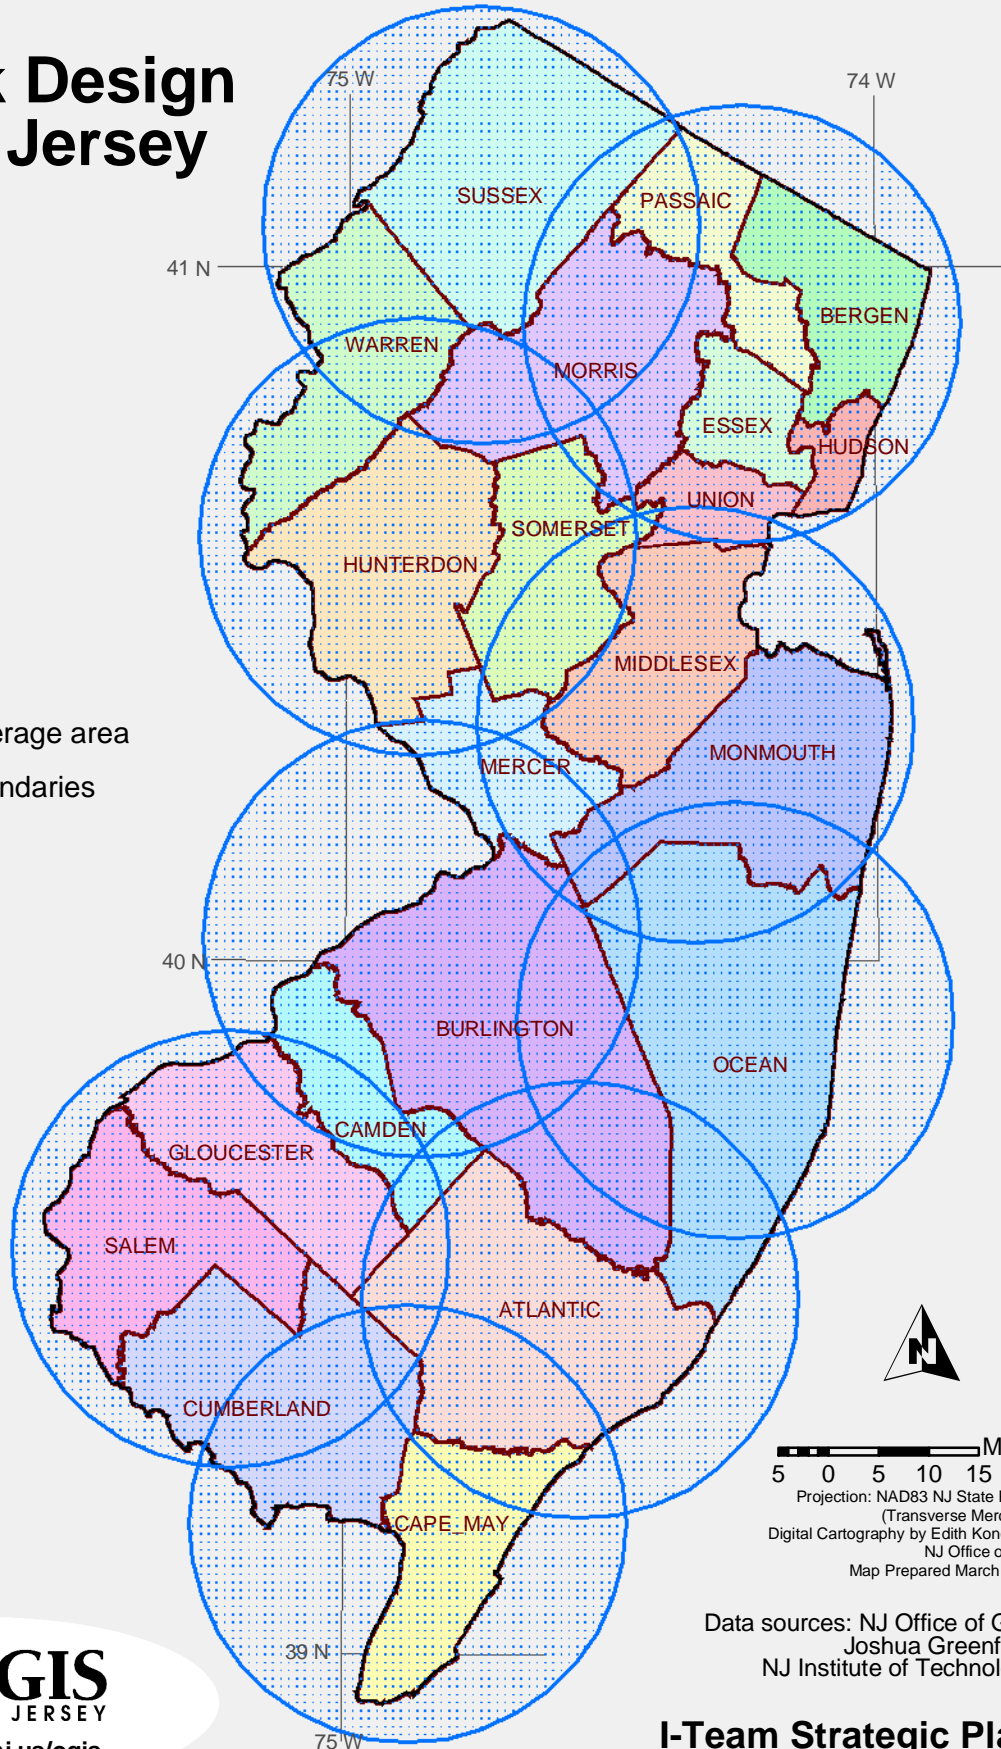 Design
Jersey
75 W
74 W
SUSSEX
PASSAIC
41 N
BERGEN
WARREN
MORRIS
ESSEX
HUDSON
UNION
SOMERSET
HUNTERDON
MIDDLESEX
erage area
MONMOUTH
MERCER
ndaries
40 N
BURLINGTON
OCEAN
CAMDEN
GLOUCESTER
SALEM
ATLANTIC
N
CUMBERLAND
M
5 0 5 10 15
Projection: NAD83 NJ State
(Transverse Merc
CAPE_MAY
Digital Cartography by Edith Kon
NJ Office o
Map Prepared March
Data sources: NJ Office of G
Joshua Greenf
NJ Institute of Technol
39 N
GIS
JERSEY
75 W
I-Team Strategic Pla